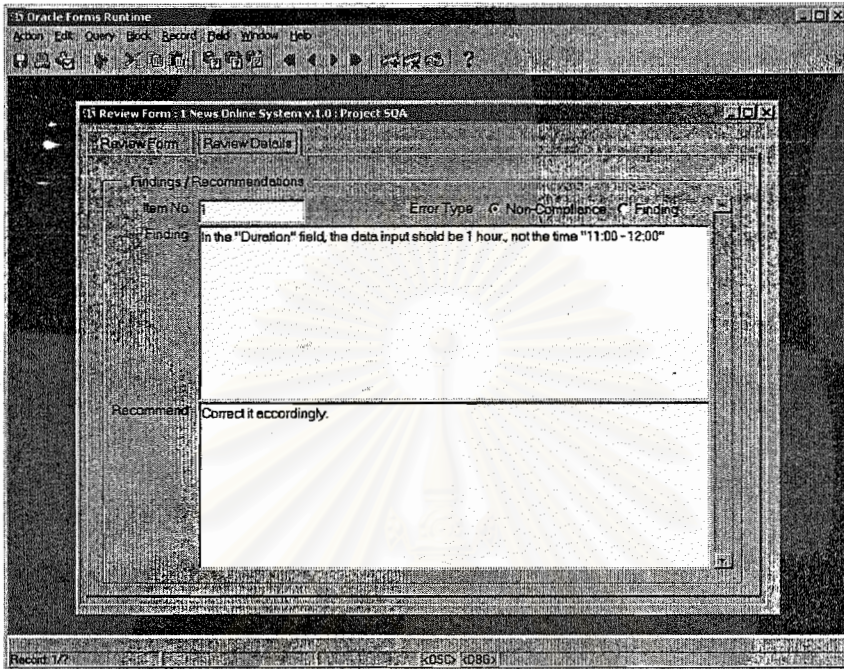 Oracle Forms Runtime
Action Edit Query Block Record Field Window Help
Review Form : 1 News Online System v.1.0 : Project SQA
Review Form Review Details
Findings / Recommendations
Item No 1 Error Type Non-Compliance Finding
Finding In the "Duration" field, the data input shold be 1 hour., not the time "11:00 - 12:00"
Recommend Correct it accordingly.
Record: 1/? <OSC> <DBG>